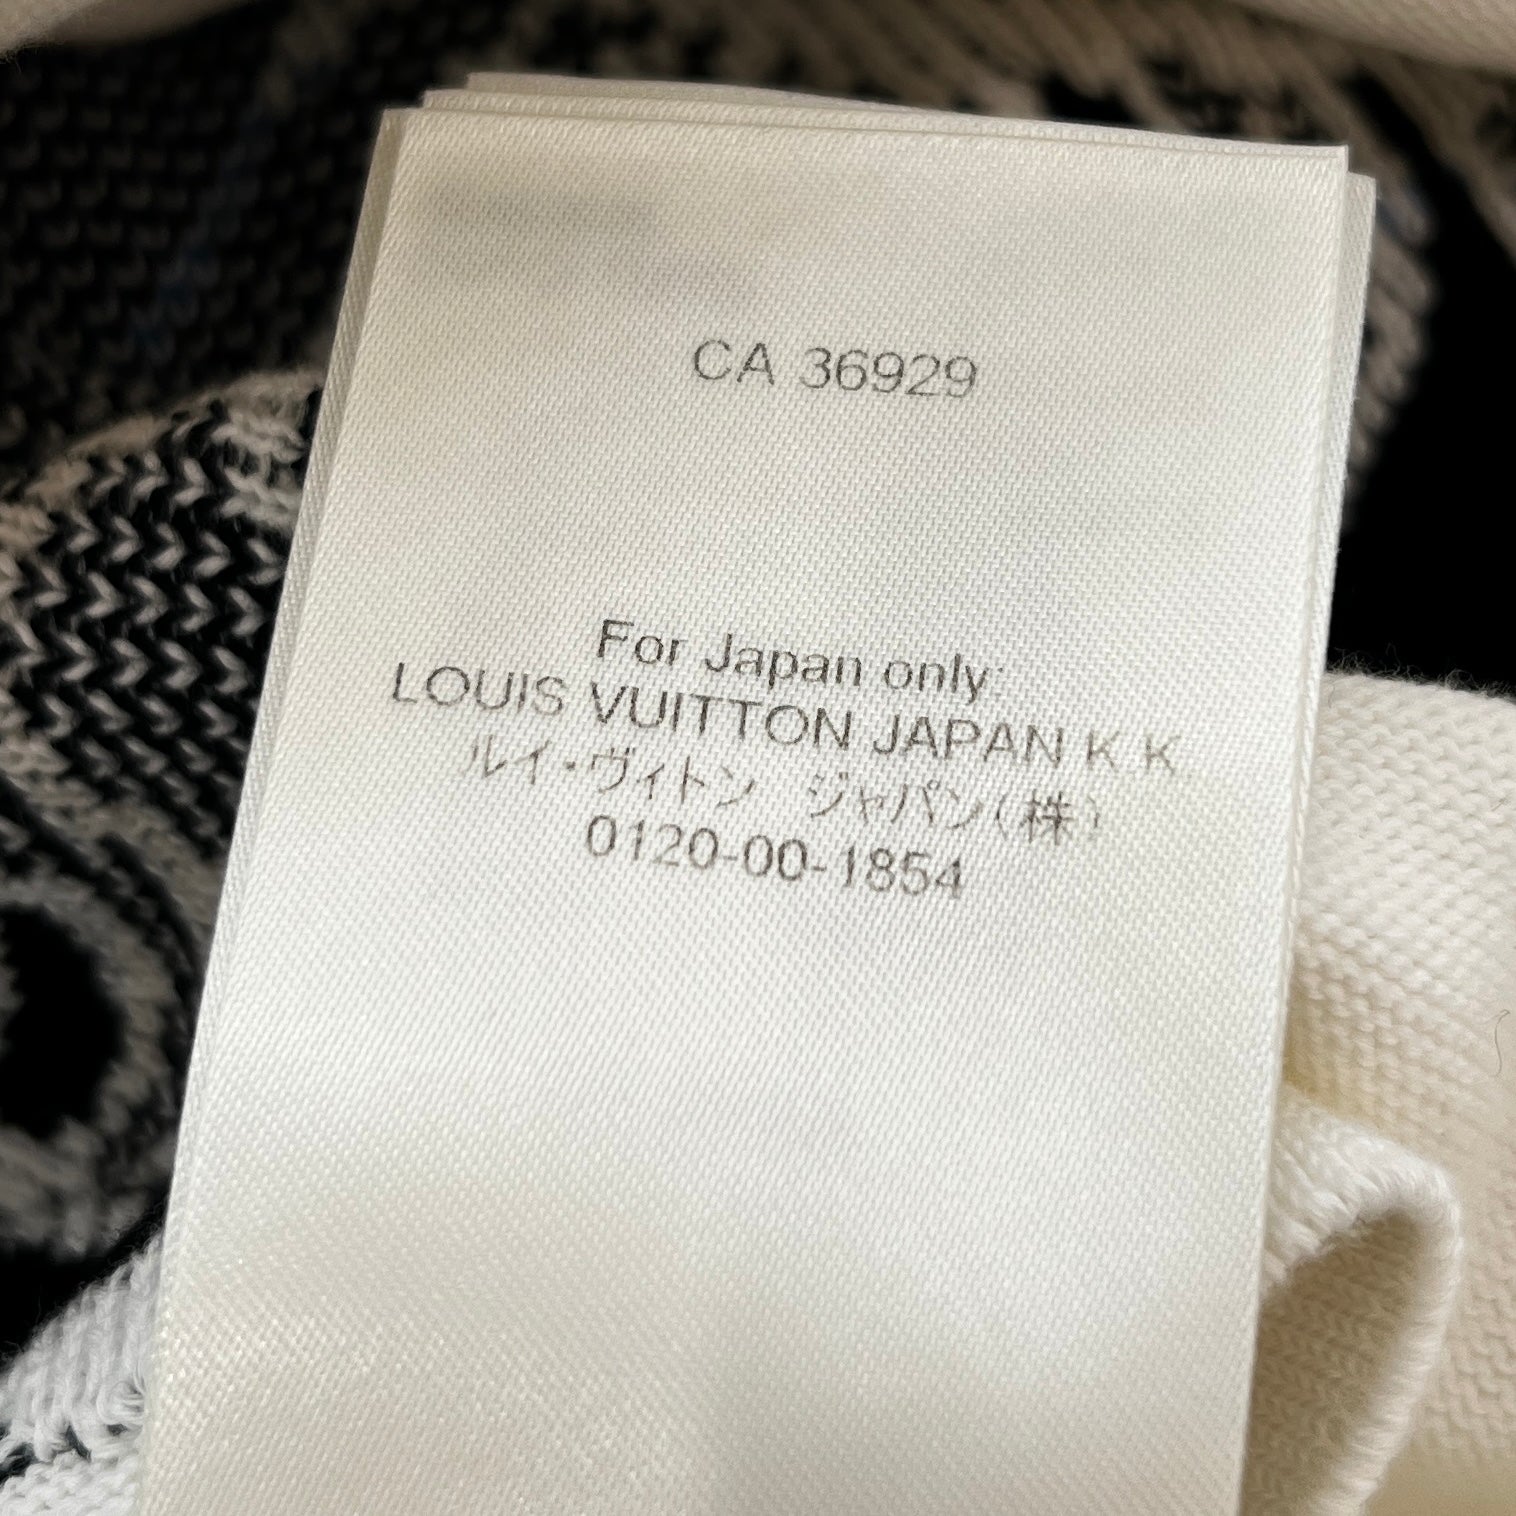 CA 36929
For Japan only:
LOUIS VUITTON JAPAN K K
ルイ・ヴィトン ジャパン(株)
0120-00-1854